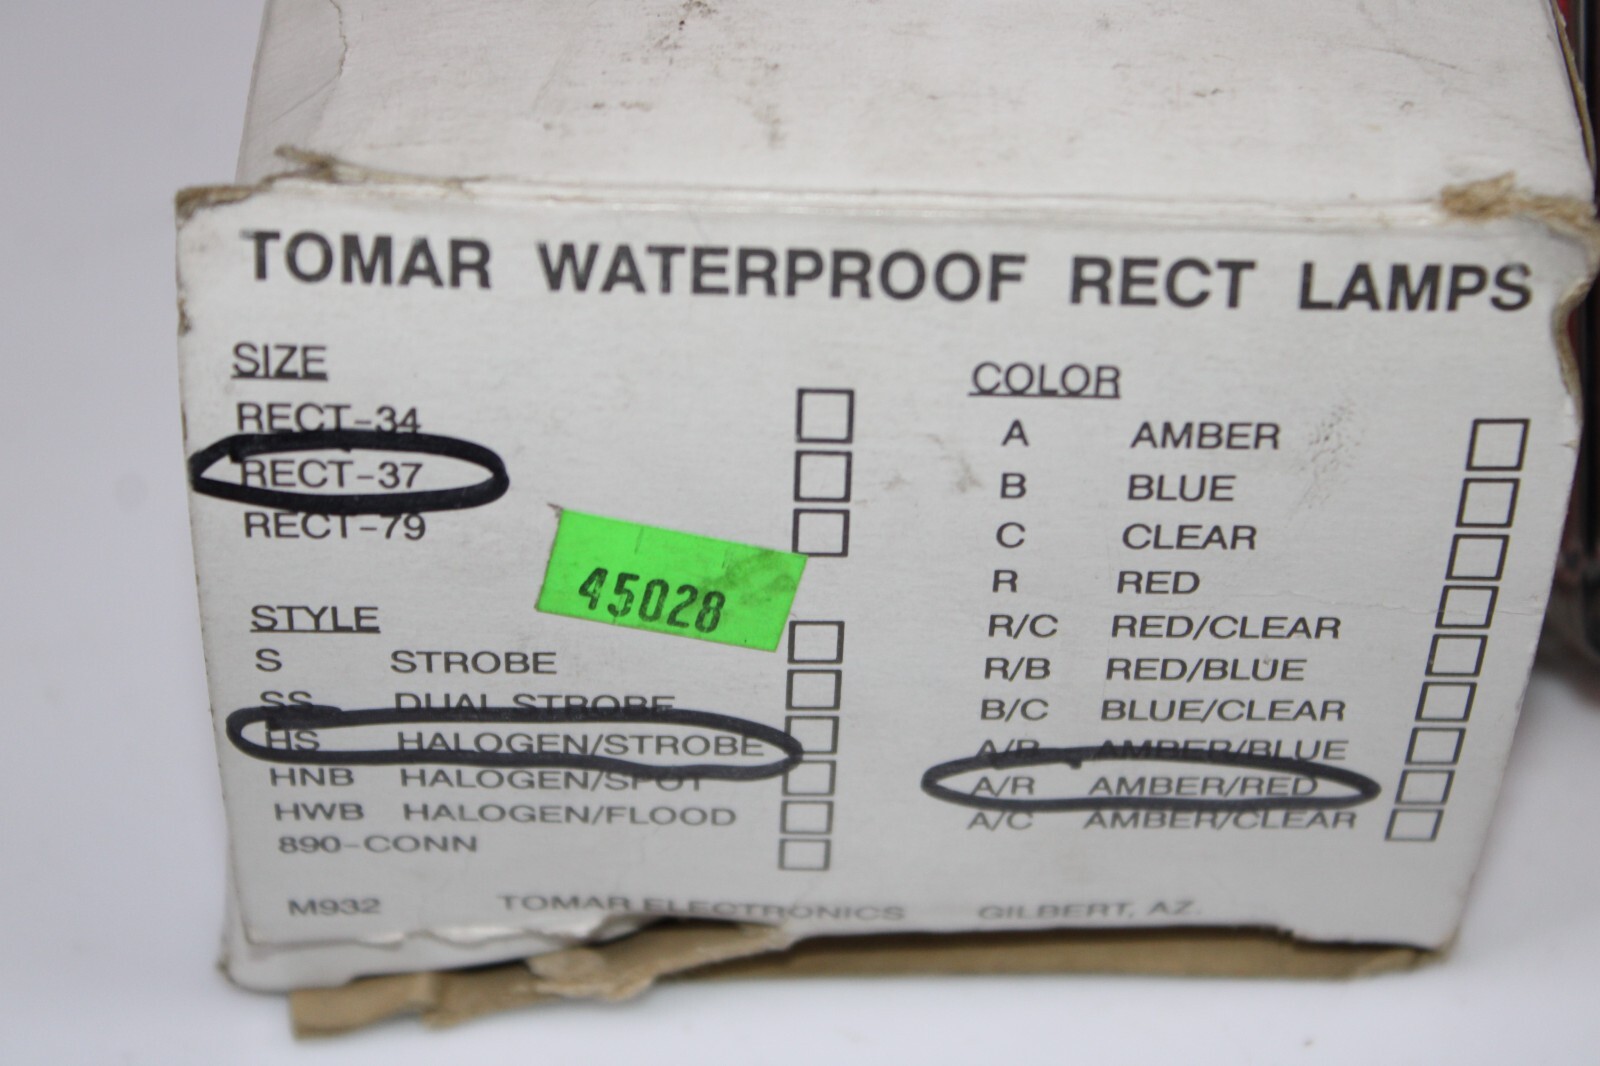 TOMAR WATERPROOF RECT LAMPS
SIZE
RECT-34
RECT-37
RECT-79
45028
STYLE
S STROBE
SS DUAL STROBE
HS HALOGEN/STROBE
HNB HALOGEN/SPOT
HWB HALOGEN/FLOOD
890-CONN
COLOR
A AMBER
B BLUE
C CLEAR
R RED
R/C RED/CLEAR
R/B RED/BLUE
B/C BLUE/CLEAR
A/B AMBER/BLUE
A/R AMBER/RED
A/C AMBER/CLEAR
M932 TOMAR ELECTRONICS GILBERT, AZ.